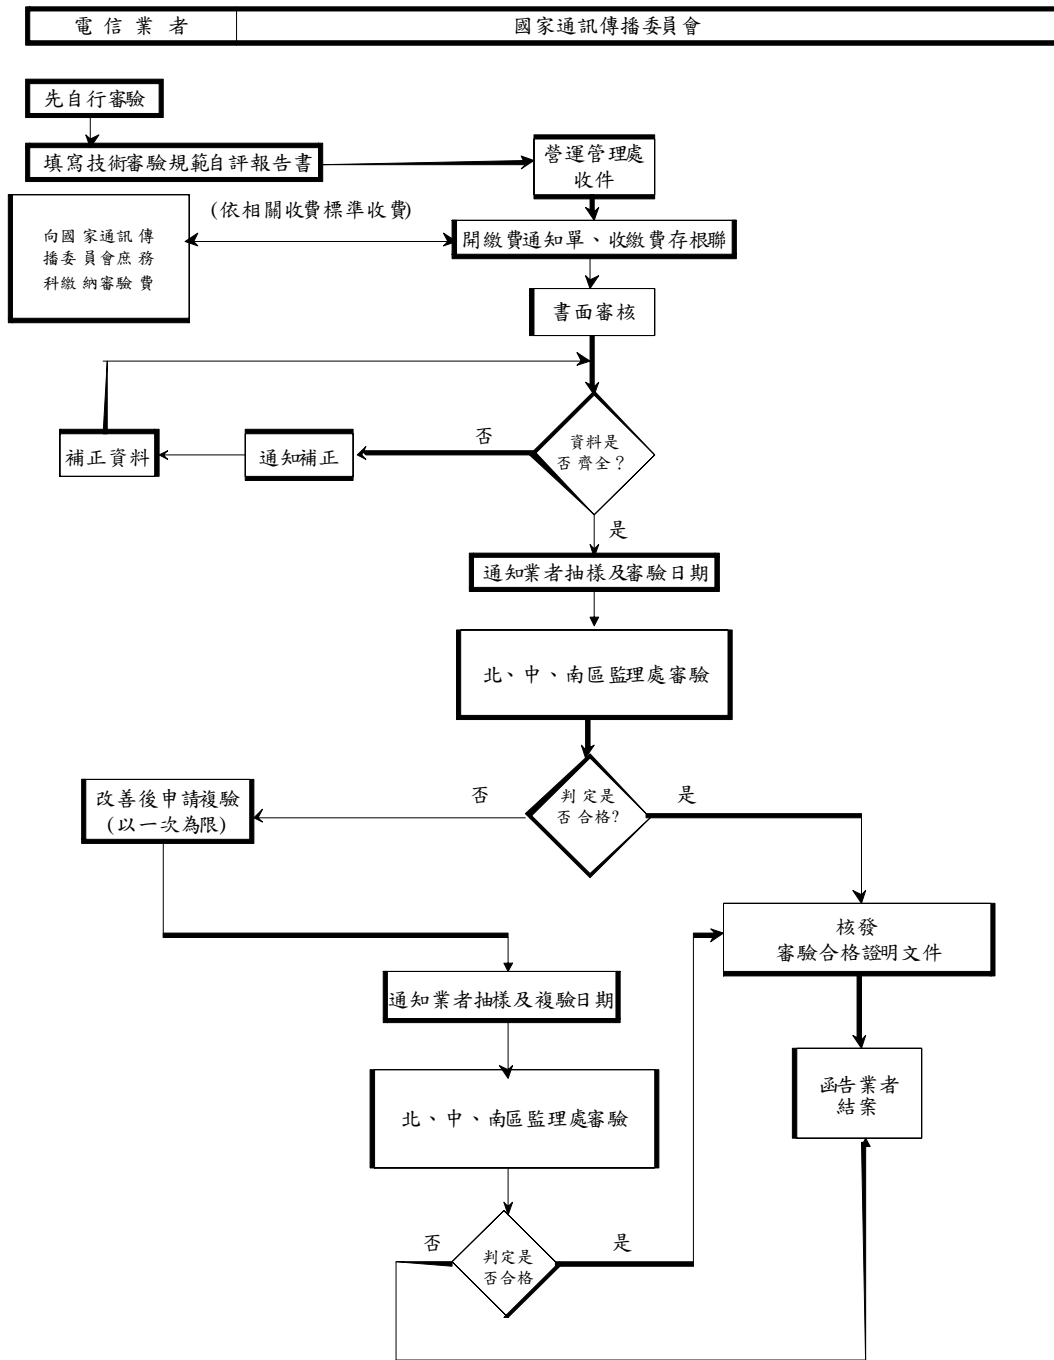 電信業者
國家通訊傳播委員會
先自行審驗
填寫技術審驗規範自評報告書
營運管理處
收件
(依相關收費標準收費)
向國家通訊傳
播委員會庶務
科繳納審驗費
開繳費通知單、收繳費存根聯
書面審核
否
資料是
否齊全?
補正資料
通知補正
是
通知業者抽樣及審驗日期
北、中、南區監理處審驗
改善後申請複驗
(以一次為限)
否
判定是
否合格?
是
核發
審驗合格證明文件
通知業者抽樣及複驗日期
函告業者
結案
北、中、南區監理處審驗
否
判定是
否合格
是